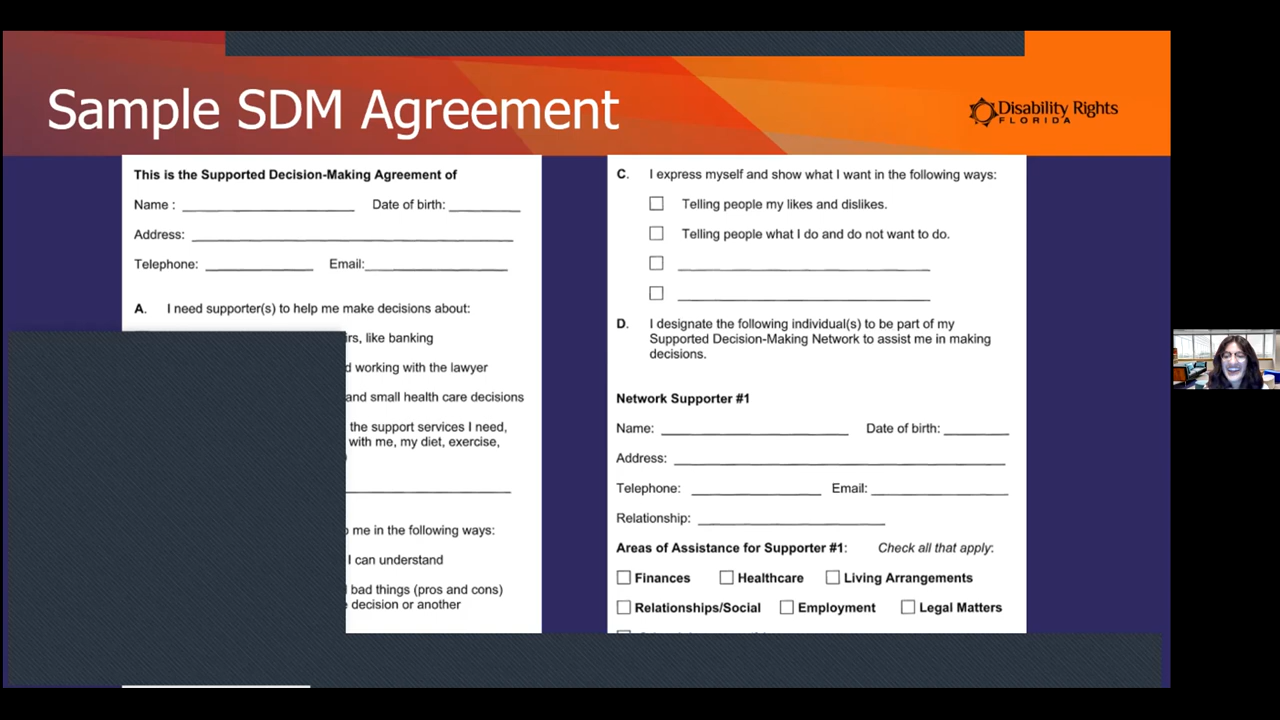 Sample SDM Agreement
Disability Rights
FLORIDA
This is the Supported Decision-Making Agreement of
Name : Date of birth:
Address:
Telephone: Email:
A. I need supporter(s) to help me make decisions about:
like banking
working with the lawyer
and small health care decisions
the support services I need,
with me, my diet, exercise,
me in the following ways:
I can understand
bad things (pros and cons)
decision or another
C. I express myself and show what I want in the following ways:
Telling people my likes and dislikes.
Telling people what I do and do not want to do.
D. I designate the following individual(s) to be part of my
Supported Decision-Making Network to assist me in making
decisions.
Network Supporter #1
Name: Date of birth:
Address:
Telephone: Email:
Relationship:
Areas of Assistance for Supporter #1: Check all that apply:
Finances Healthcare Living Arrangements
Relationships/Social Employment Legal Matters